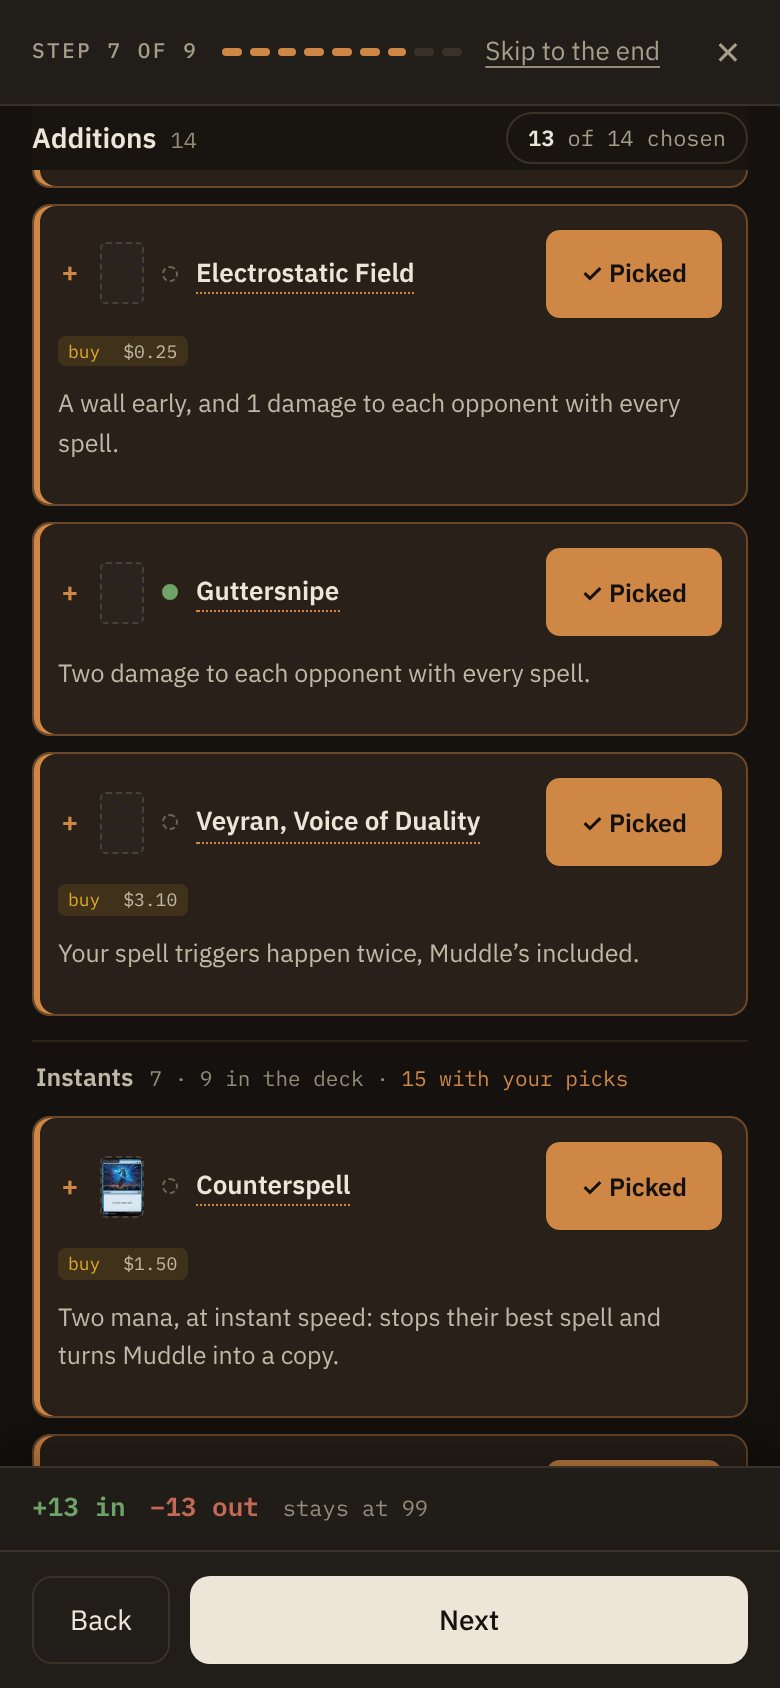 STEP 7 OF 9 Skip to the end ✕
Additions 14 13 of 14 chosen
+ Electrostatic Field ✓ Picked
buy $0.25
A wall early, and 1 damage to each opponent with every
spell.
+ Guttersnipe ✓ Picked
Two damage to each opponent with every spell.
+ Veyran, Voice of Duality ✓ Picked
buy $3.10
Your spell triggers happen twice, Muddle’s included.
Instants 7 · 9 in the deck · 15 with your picks
+ Counterspell ✓ Picked
buy $1.50
Two mana, at instant speed: stops their best spell and
turns Muddle into a copy.
+13 in −13 out stays at 99
Back Next